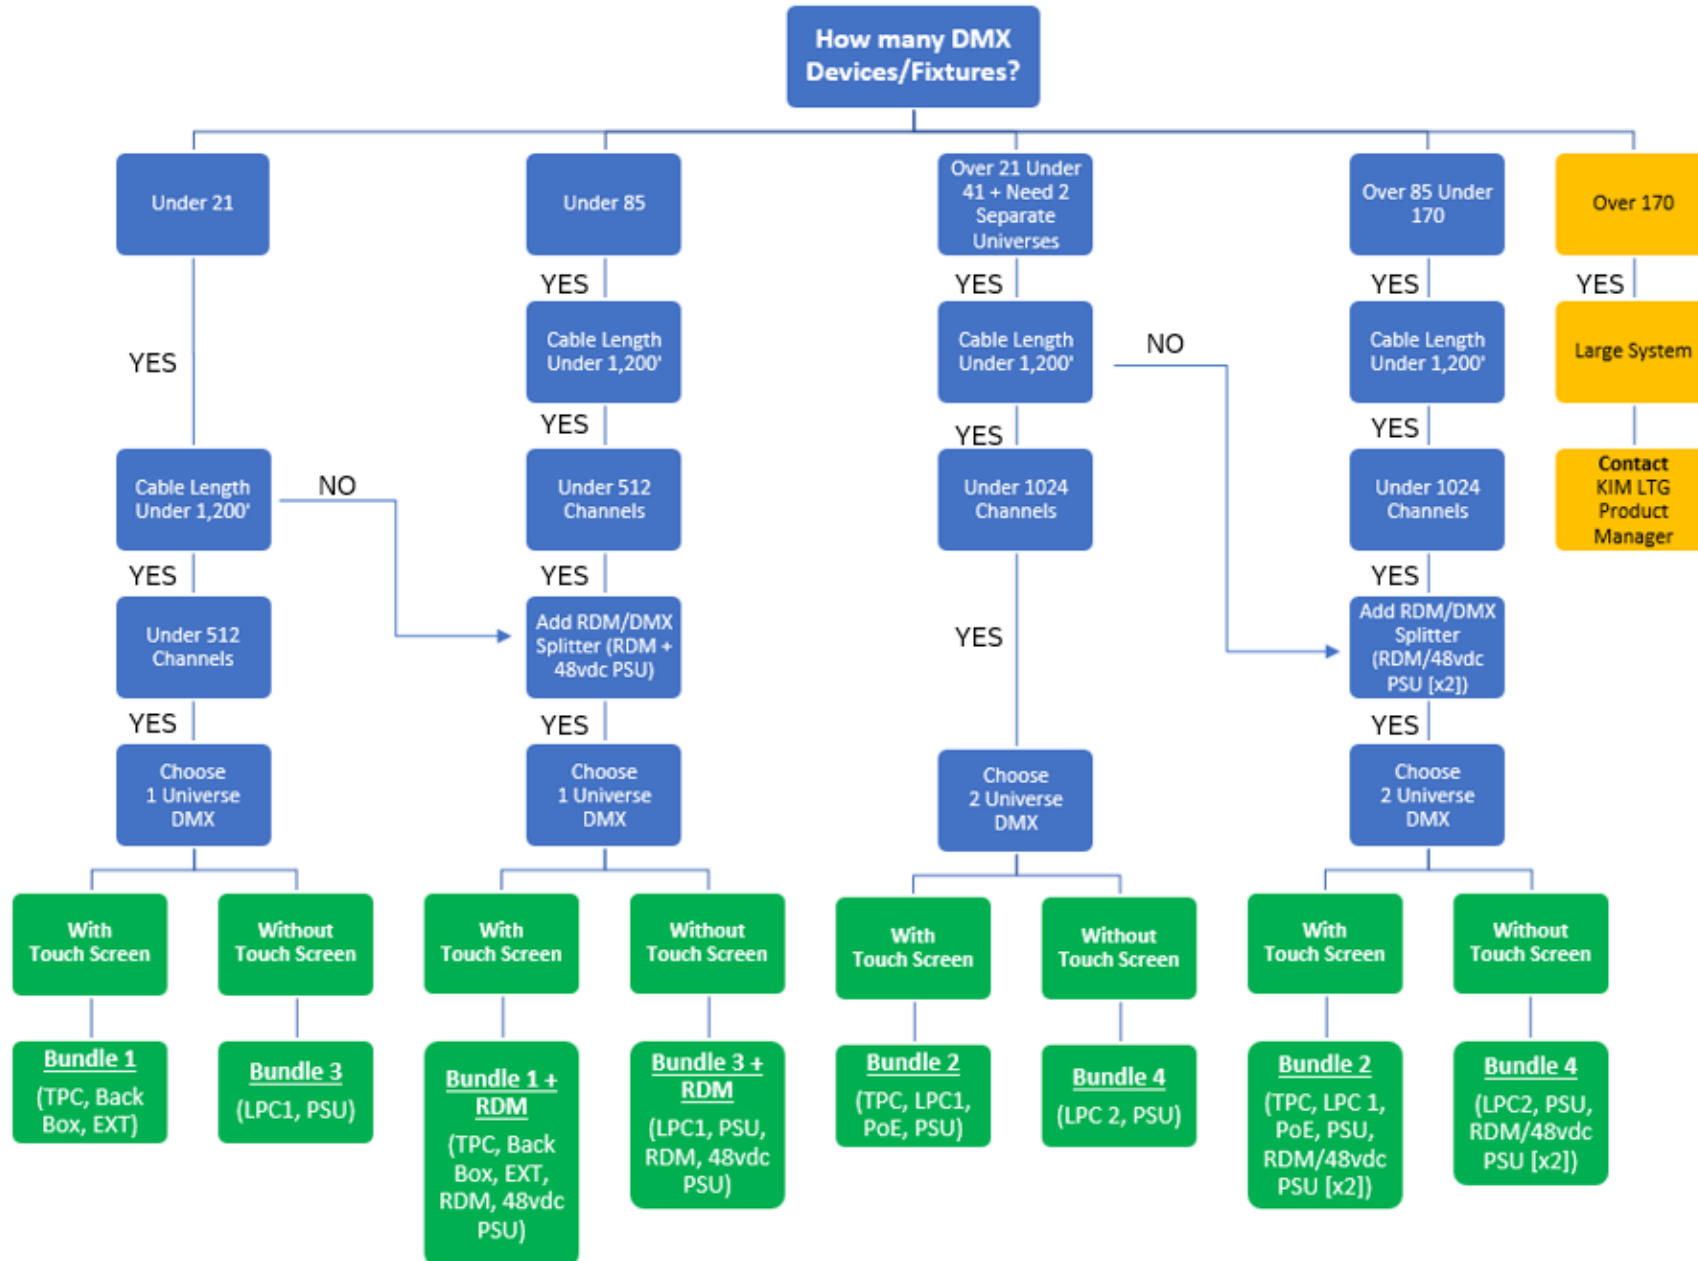 How many DMX
Devices/Fixtures?
Under 21
Under 85
Over 21 Under
41 + Need 2
Separate
Universes
Over 85 Under
170
Over 170
YES
YES
YES
YES
YES
Cable Length
Under 1,200'
Cable Length
Under 1,200'
NO
Cable Length
Under 1,200'
Large System
YES
YES
YES
Cable Length
Under 1,200'
NO
Under 512
Channels
Under 1024
Channels
Under 1024
Channels
Contact
KIM LTG
Product
Manager
YES
YES
YES
YES
Under 512
Channels
Add RDM/DMX
Splitter (RDM +
48vdc PSU)
Add RDM/DMX
Splitter
(RDM/48vdc
PSU [x2])
YES
YES
YES
Choose
1 Universe
DMX
Choose
1 Universe
DMX
Choose
2 Universe
DMX
Choose
2 Universe
DMX
With
Touch Screen
Without
Touch Screen
With
Touch Screen
Without
Touch Screen
With
Touch Screen
Without
Touch Screen
With
Touch Screen
Without
Touch Screen
Bundle 1
(TPC, Back
Box, EXT)
Bundle 3
(LPC1, PSU)
Bundle 1 +
RDM
(TPC, Back
Box, EXT,
RDM, 48vdc
PSU)
Bundle 3 +
RDM
(LPC1, PSU,
RDM, 48vdc
PSU)
Bundle 2
(TPC, LPC1,
PoE, PSU)
Bundle 4
(LPC 2, PSU)
Bundle 2
(TPC, LPC 1,
PoE, PSU,
RDM/48vdc
PSU [x2])
Bundle 4
(LPC2, PSU,
RDM/48vdc
PSU [x2])